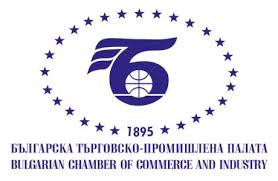 1895
БЪЛГАРСКА ТЪРГОВСКО-ПРОМИШЛЕНА ПАЛАТА
BULGARIAN CHAMBER OF COMMERCE AND INDUSTRY